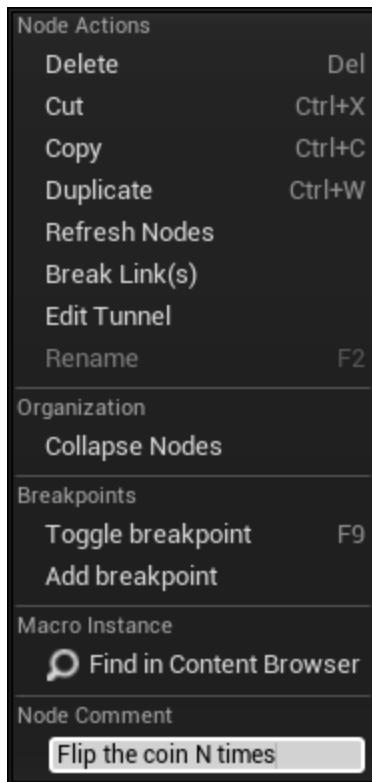 Node Actions
Delete Del
Cut Ctrl+X
Copy Ctrl+C
Duplicate Ctrl+W
Refresh Nodes
Break Link(s)
Edit Tunnel
Rename F2
Organization
Collapse Nodes
Breakpoints
Toggle breakpoint F9
Add breakpoint
Macro Instance
Find in Content Browser
Node Comment
Flip the coin N times